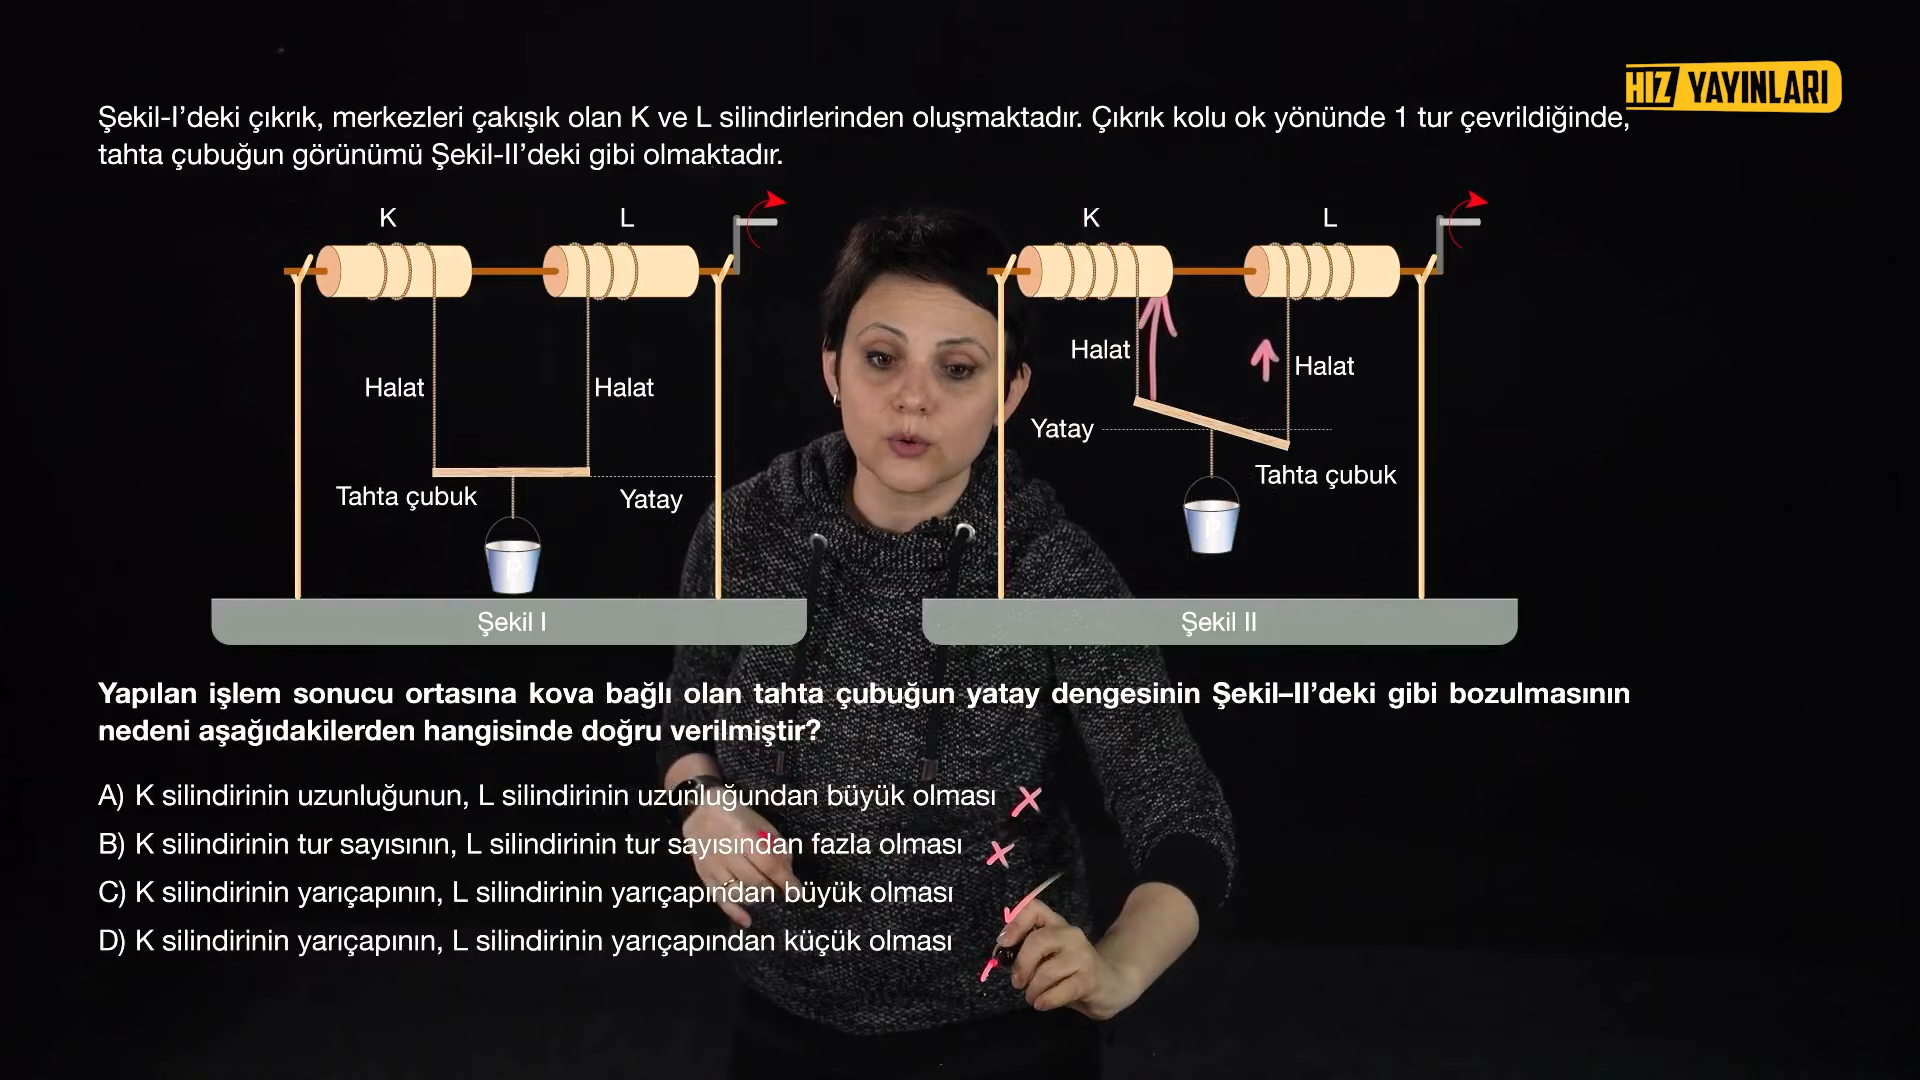 HIZ YAYINLARI
Şekil-I'deki çıkrık, merkezleri çakışık olan K ve L silindirlerinden oluşmaktadır. Çıkrık kolu ok yönünde 1 tur çevrildiğinde,
tahta çubuğun görünümü Şekil-II'deki gibi olmaktadır.
K
L
K
L
Halat
Halat
Halat
Halat
Yatay
Tahta çubuk
Yatay
Tahta çubuk
P
P
Şekil I
Şekil II
Yapılan işlem sonucu ortasına kova bağlı olan tahta çubuğun yatay dengesinin Şekil–II'deki gibi bozulmasının
nedeni aşağıdakilerden hangisinde doğru verilmiştir?
A) K silindirinin uzunluğunun, L silindirinin uzunluğundan büyük olması
B) K silindirinin tur sayısının, L silindirinin tur sayısından fazla olması
C) K silindirinin yarıçapının, L silindirinin yarıçapından büyük olması
D) K silindirinin yarıçapının, L silindirinin yarıçapından küçük olması